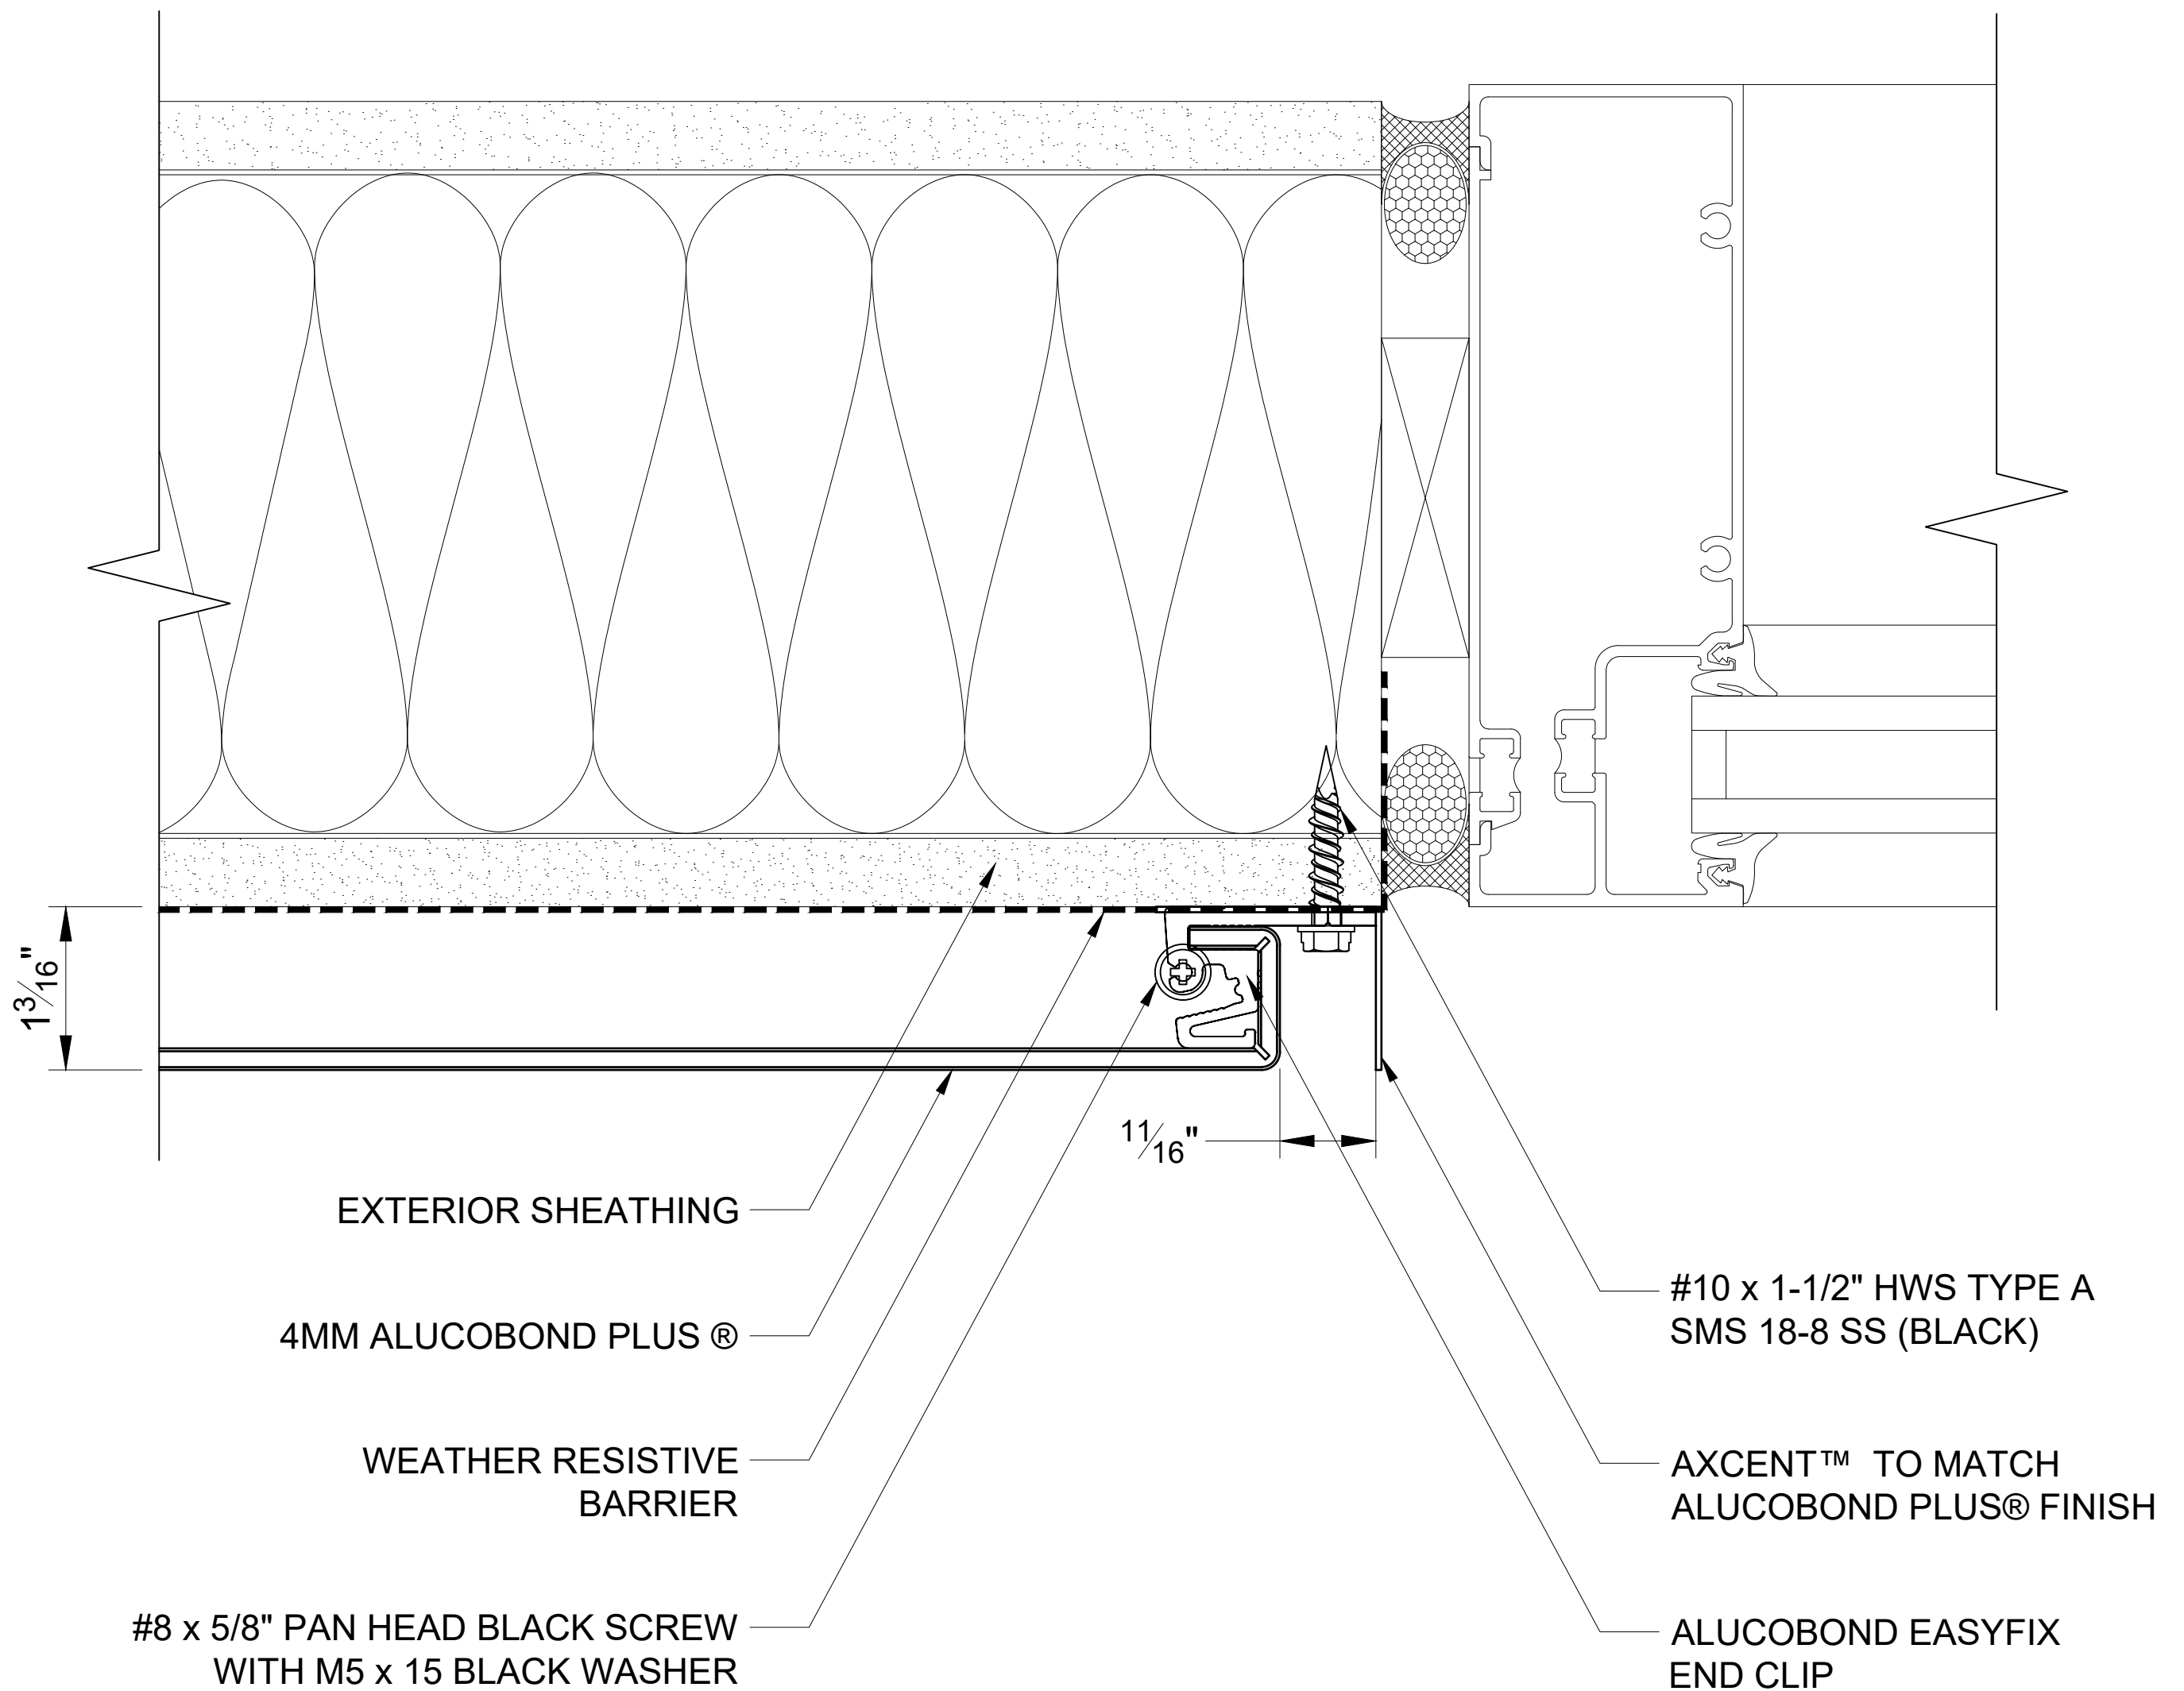 1 3/16"
11/16"
EXTERIOR SHEATHING
4MM ALUCOBOND PLUS ®
WEATHER RESISTIVE
BARRIER
#8 x 5/8" PAN HEAD BLACK SCREW
WITH M5 x 15 BLACK WASHER
#10 x 1-1/2" HWS TYPE A
SMS 18-8 SS (BLACK)
AXCENT™ TO MATCH
ALUCOBOND PLUS® FINISH
ALUCOBOND EASYFIX
END CLIP